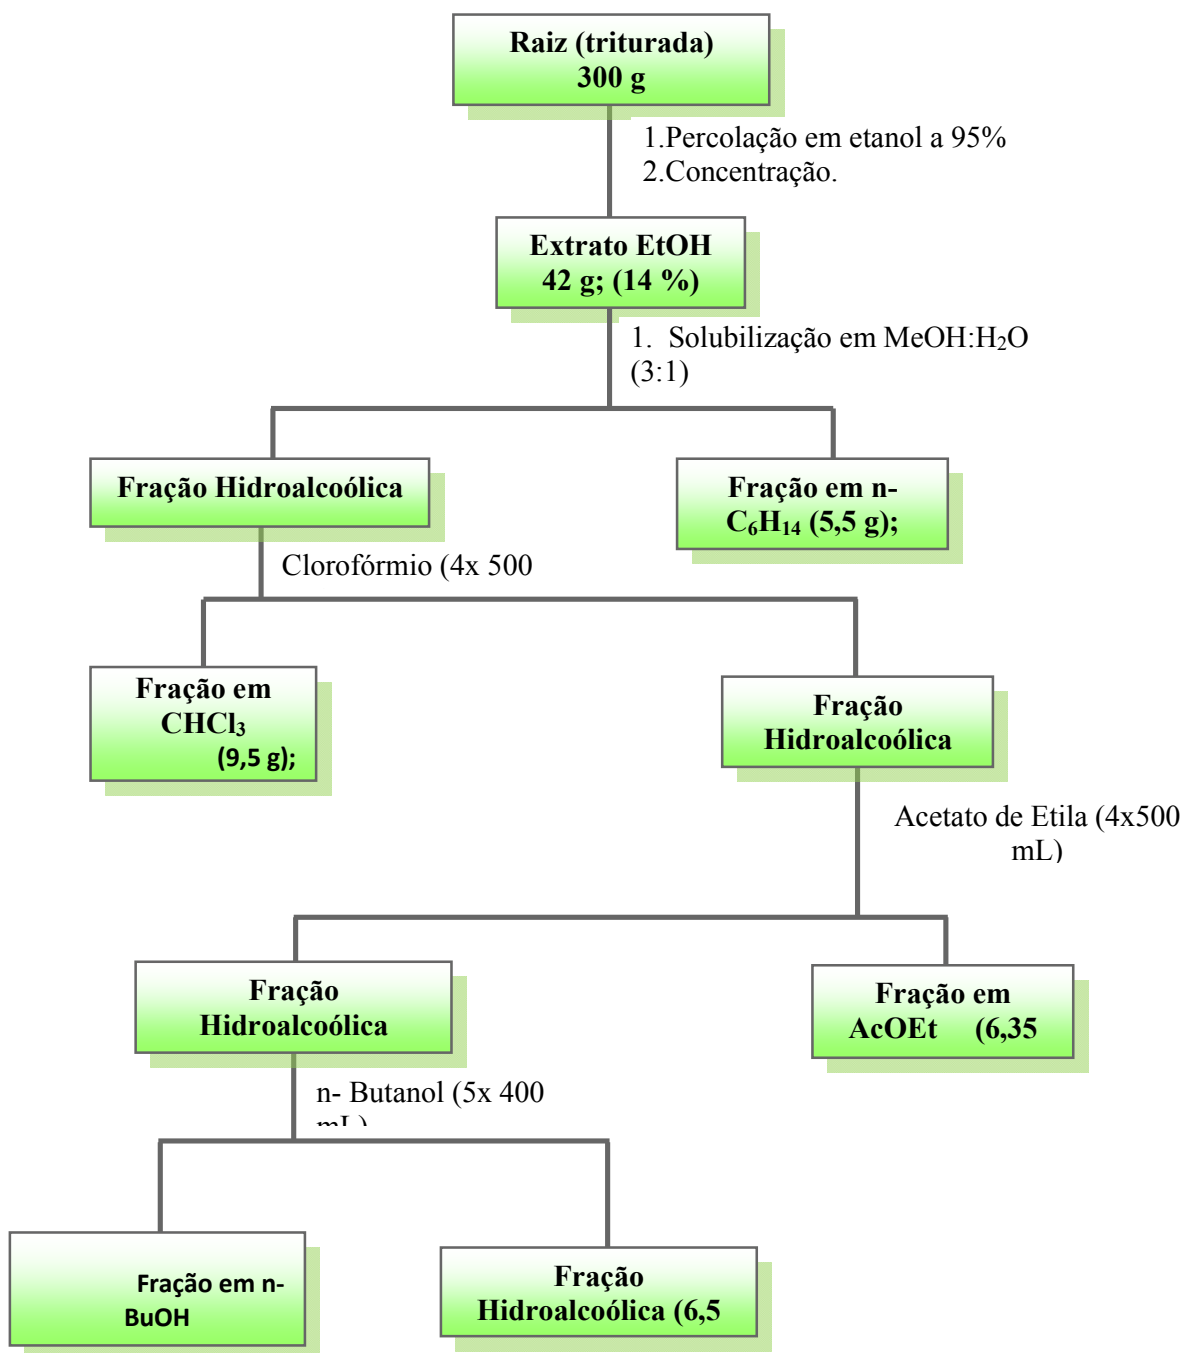 Raiz (triturada)
300 g
1.Percolação em etanol a 95%
2.Concentração.
Extrato EtOH
42 g; (14 %)
1. Solubilização em MeOH:H₂O
(3:1)
Fração Hidroalcoólica
Fração em n-
C₆H₁₄ (5,5 g);
Clorofórmio (4x 500
Fração em
CHCl₃
(9,5 g);
Fração
Hidroalcoólica
Acetato de Etila (4x500
mL)
Fração
Hidroalcoólica
Fração em
AcOEt (6,35
n- Butanol (5x 400
mL)
Fração em n-
BuOH
Fração
Hidroalcoólica (6,5